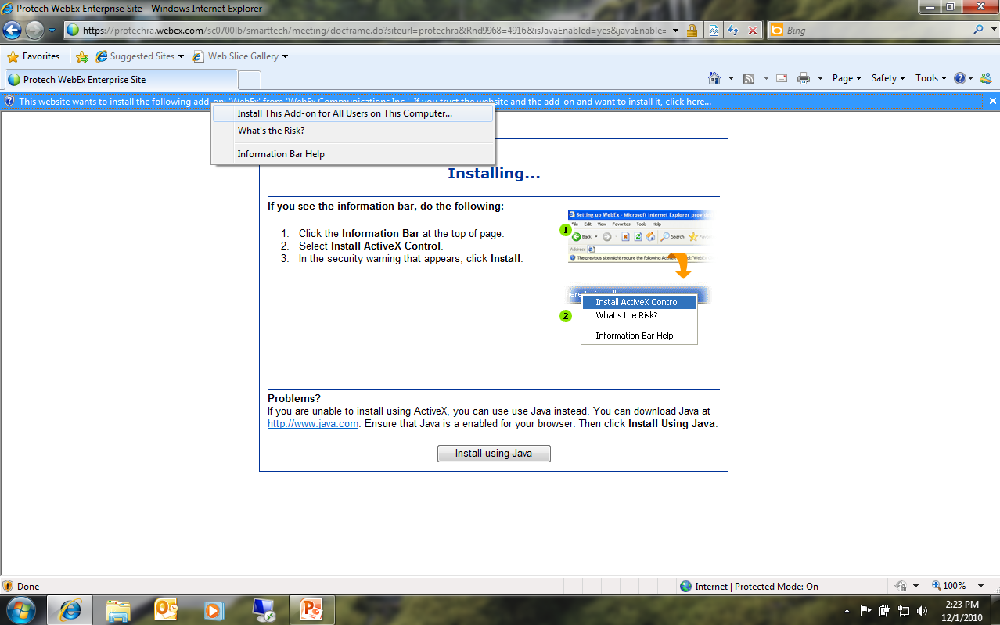 Protech WebEx Enterprise Site - Windows Internet Explorer
https://protechra.webex.com/sc0700lb/smarttech/meeting/docframe.do?siteurl=protechra&Rnd9968=4916&isJavaEnabled=yes&javaEnable= Bing
Favorites Suggested Sites Web Slice Gallery
Protech WebEx Enterprise Site Page Safety Tools
This website wants to install the following add-on: 'WebEx' from 'WebEx Communications Inc.'. If you trust the website and the add-on and want to install it, click here...
Install This Add-on for All Users on This Computer...
What's the Risk?
Information Bar Help
Installing...
If you see the information bar, do the following:
1. Click the Information Bar at the top of page.
2. Select Install ActiveX Control.
3. In the security warning that appears, click Install.
Setting up WebEx - Microsoft Internet Explorer provide
File Edit View Favorites Tools Help
1
Back Search Favo
Address
The previous site might require the following ActiveX control: 'WebE
ere to install
2
Install ActiveX Control
What's the Risk?
Information Bar Help
Problems?
If you are unable to install using ActiveX, you can use use Java instead. You can download Java at
http://www.java.com. Ensure that Java is a enabled for your browser. Then click Install Using Java.
Install using Java
Done Internet | Protected Mode: On 100%
2:23 PM
12/1/2010